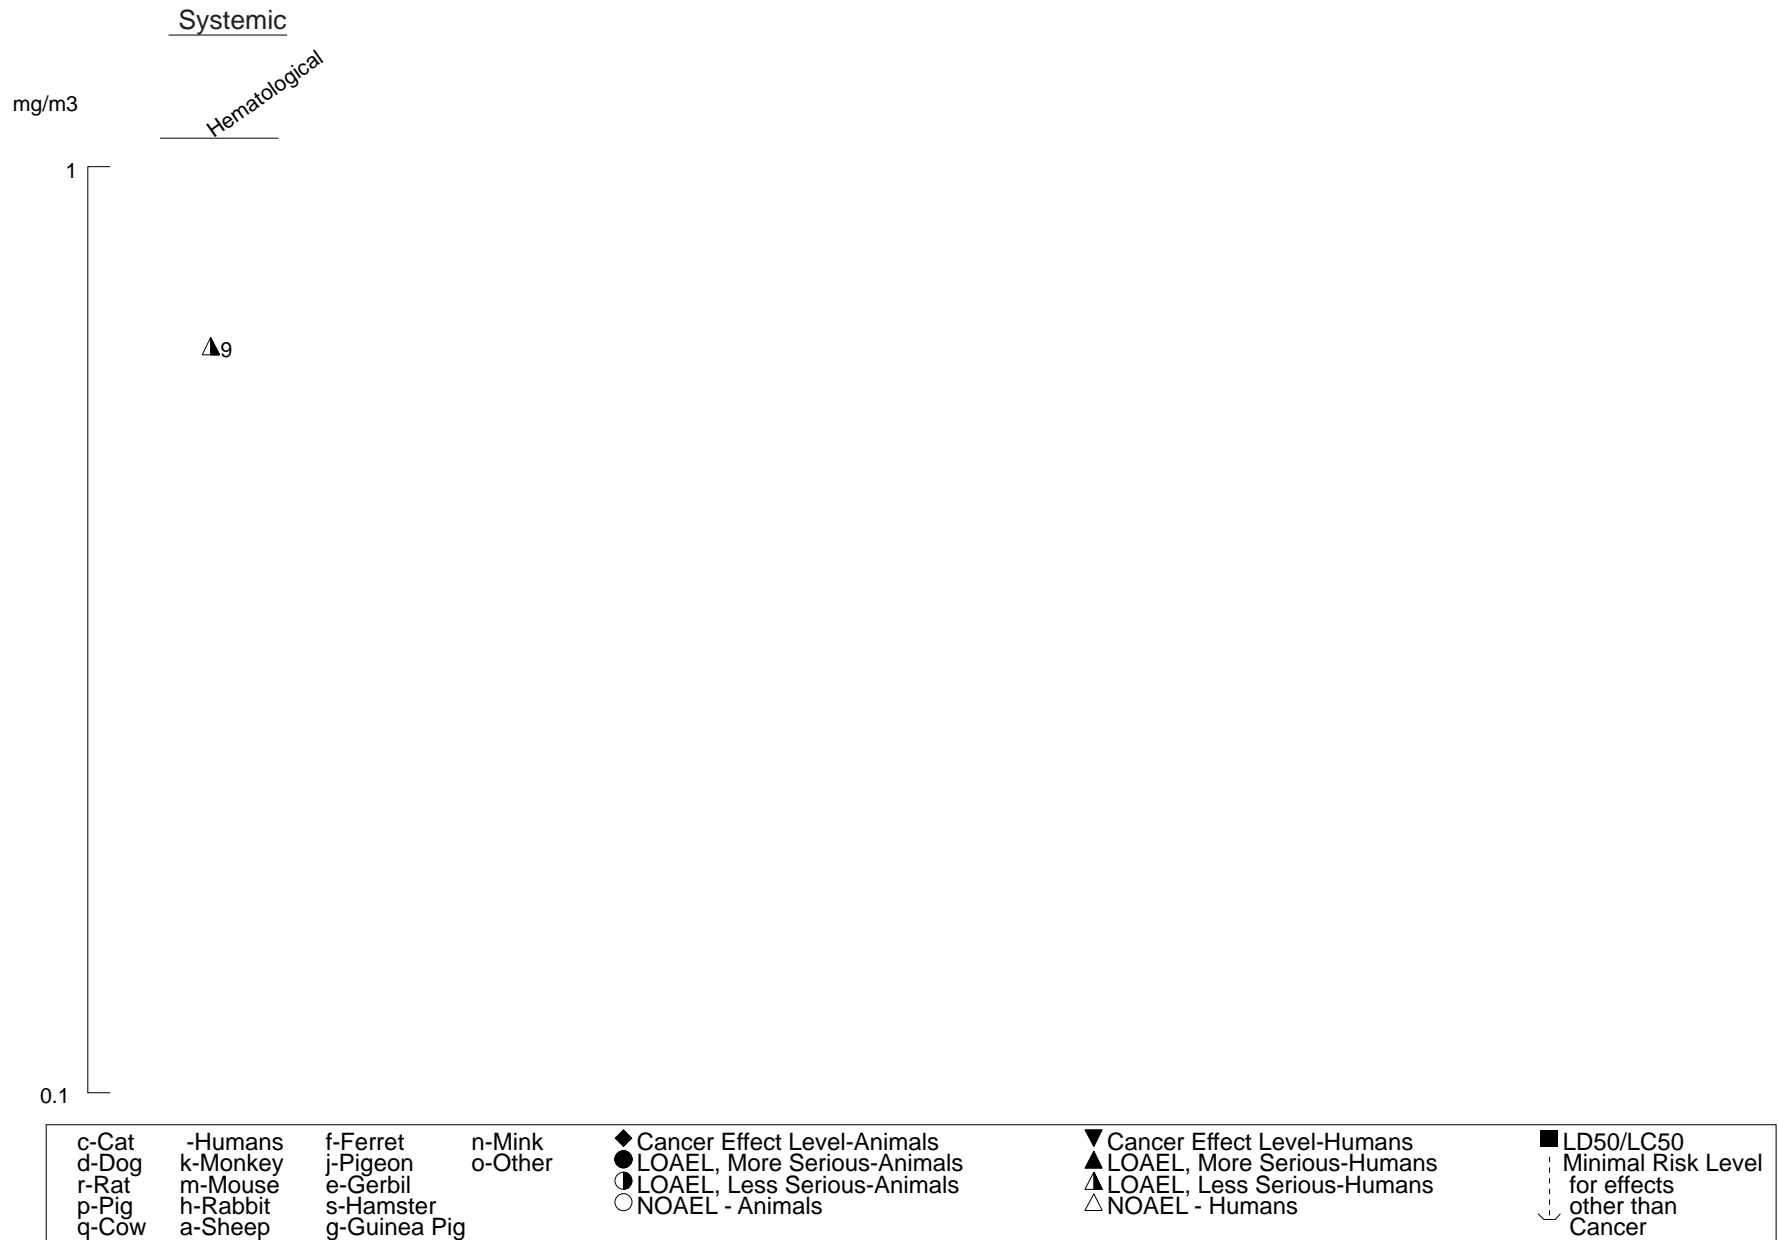 Systemic
Hematological
mg/m3
1
9
0.1
c-Cat -Humans f-Ferret n-Mink
d-Dog k-Monkey j-Pigeon o-Other
r-Rat m-Mouse e-Gerbil
p-Pig h-Rabbit s-Hamster
q-Cow a-Sheep g-Guinea Pig
Cancer Effect Level-Animals
LOAEL, More Serious-Animals
LOAEL, Less Serious-Animals
NOAEL - Animals
Cancer Effect Level-Humans
LOAEL, More Serious-Humans
LOAEL, Less Serious-Humans
NOAEL - Humans
LD50/LC50
Minimal Risk Level
for effects
other than
Cancer